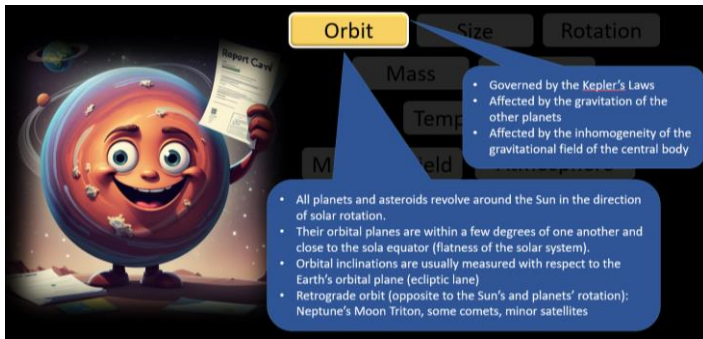 Report Card
Orbit
Size
Rotation
Mass
• Governed by the Kepler's Laws
• Affected by the gravitation of the
other planets
• Affected by the inhomogeneity of the
gravitational field of the central body
• All planets and asteroids revolve around the Sun in the direction
of solar rotation.
• Their orbital planes are within a few degrees of one another and
close to the sola equator (flatness of the solar system).
• Orbital inclinations are usually measured with respect to the
Earth's orbital plane (ecliptic lane)
• Retrograde orbit (opposite to the Sun's and planets' rotation):
Neptune's Moon Triton, some comets, minor satellites